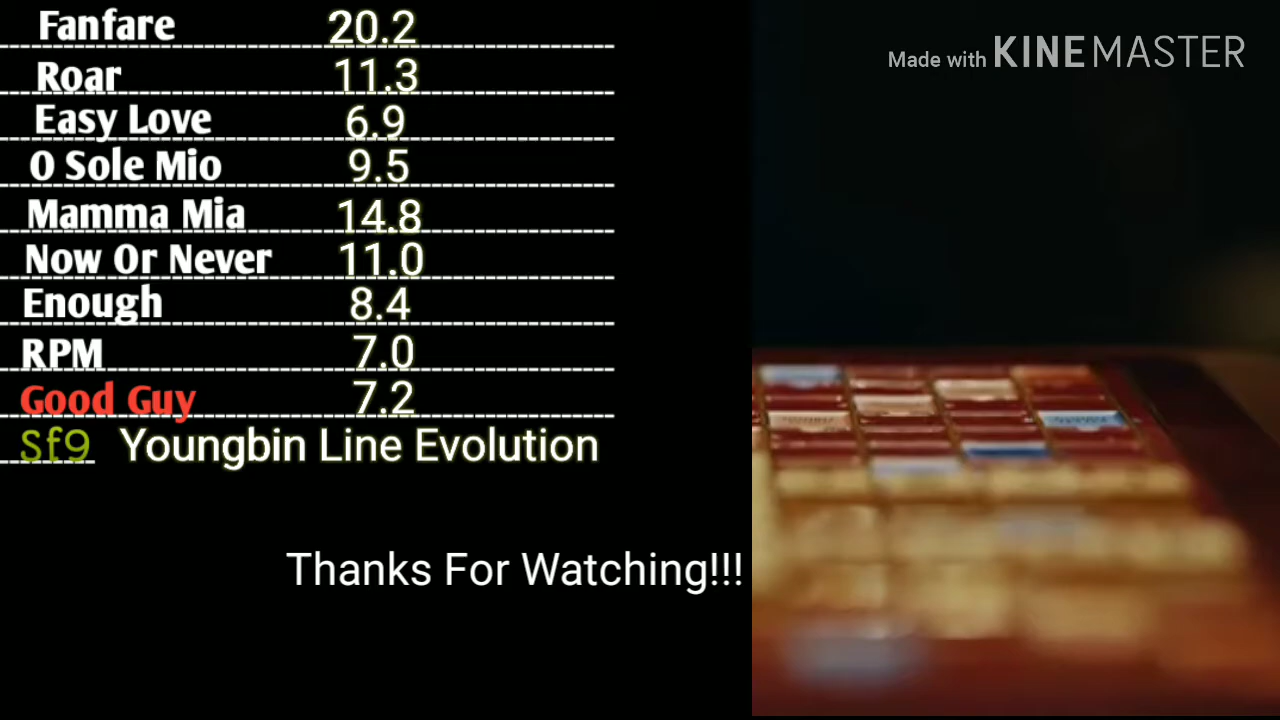 Fanfare 20.2
Roar 11.3
Easy Love 6.9
O Sole Mio 9.5
Mamma Mia 14.8
Now Or Never 11.0
Enough 8.4
RPM 7.0
Good Guy 7.2
Sf9 Youngbin Line Evolution
Thanks For Watching!!!
Made with KINEMASTER